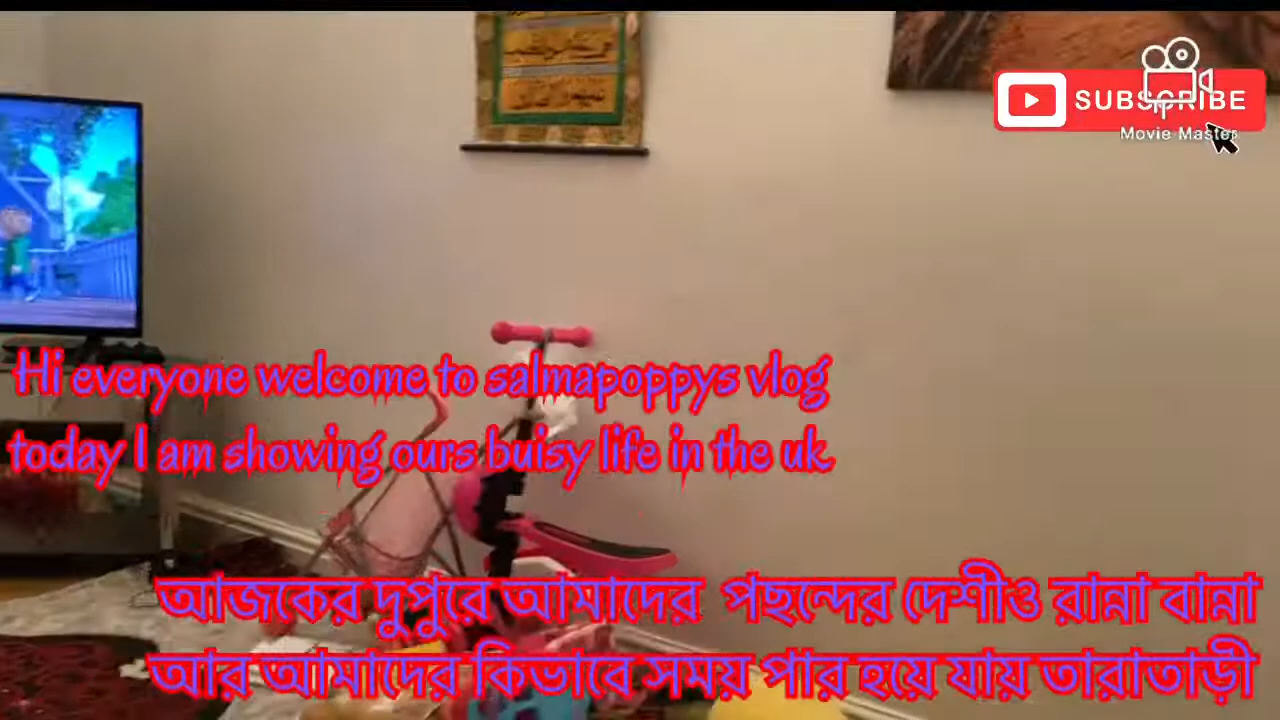 SUBSCRIBE
Movie Master
Hi everyone welcome to salmapoppys vlog
today I am showing ours buisy life in the uk
আজকের দুপুরে আমাদের পছন্দের দেশীও রান্না বান্না
আর আমাদের কিভাবে সময় পার হয়ে যায় তারাতাড়ী